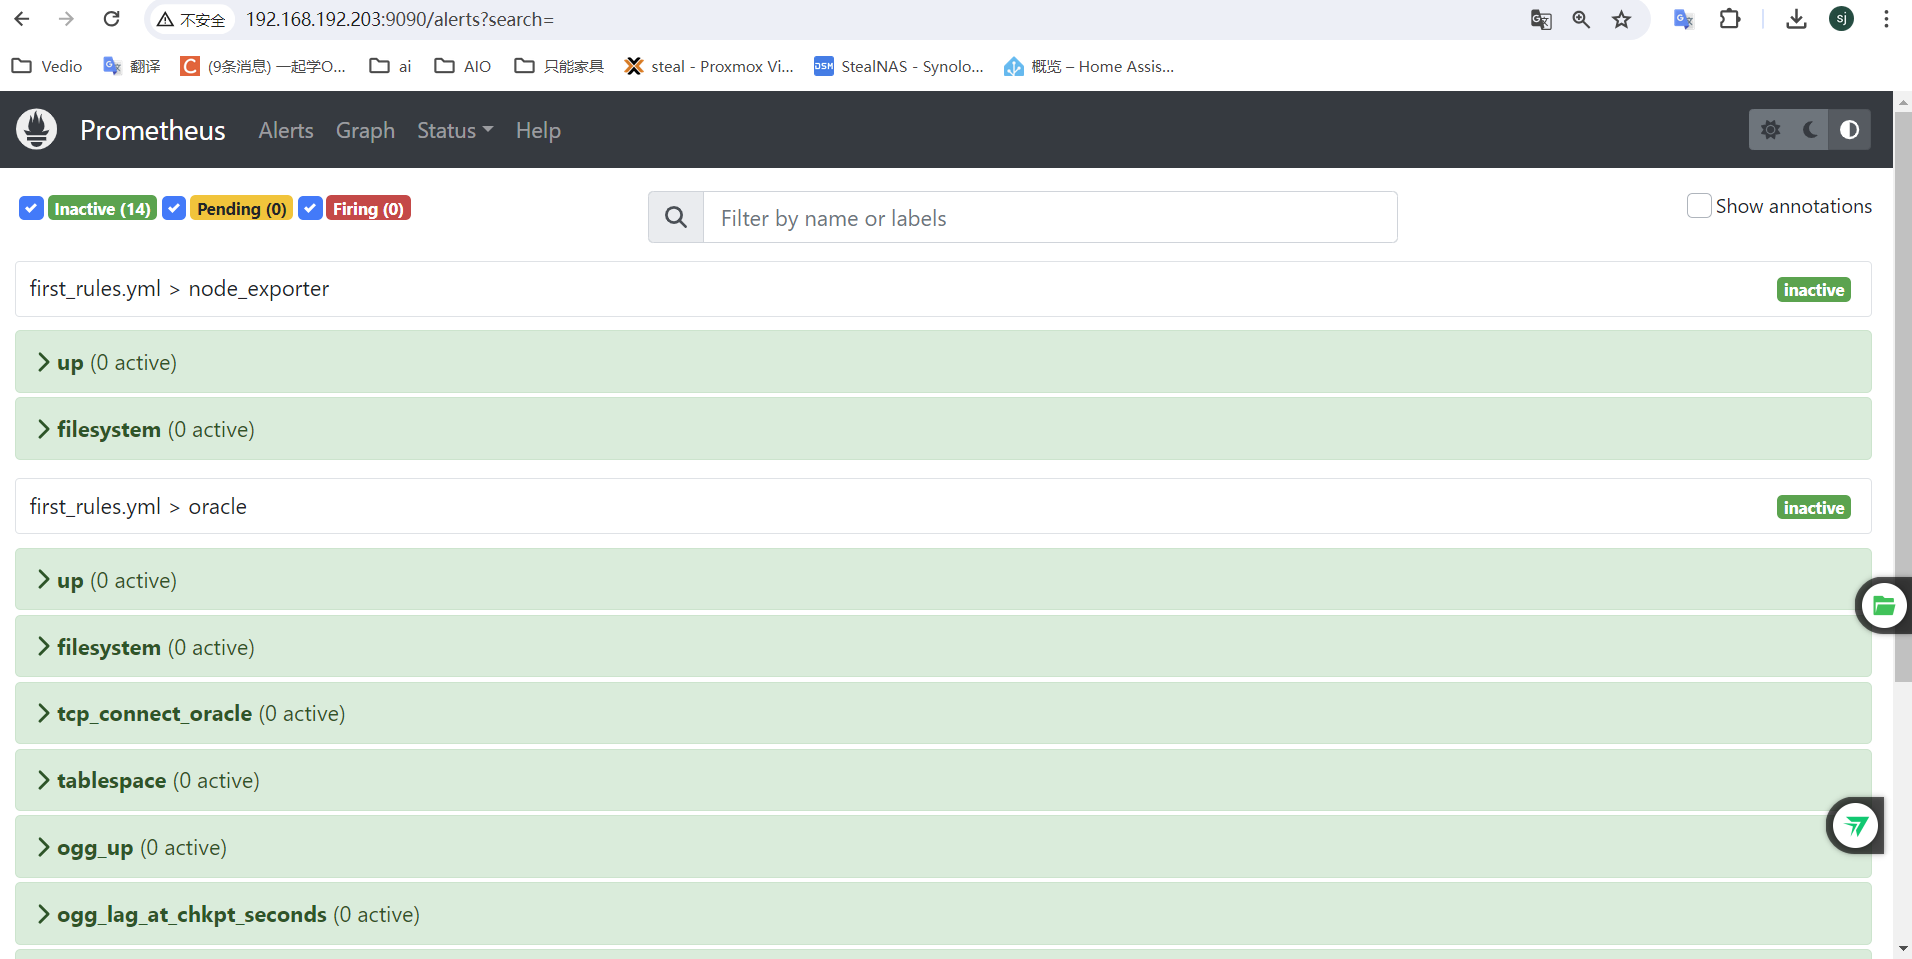 不安全 192.168.192.203:9090/alerts?search= sj
Vedio 翻译 (9条消息) 一起学O... ai AIO 只能家具 steal - Proxmox Vi... DSM StealNAS - Synolo... 概览 – Home Assis...
Prometheus Alerts Graph Status Help
Inactive (14) Pending (0) Firing (0) Filter by name or labels Show annotations
first_rules.yml > node_exporter inactive
up (0 active)
filesystem (0 active)
first_rules.yml > oracle inactive
up (0 active)
filesystem (0 active)
tcp_connect_oracle (0 active)
tablespace (0 active)
ogg_up (0 active)
ogg_lag_at_chkpt_seconds (0 active)